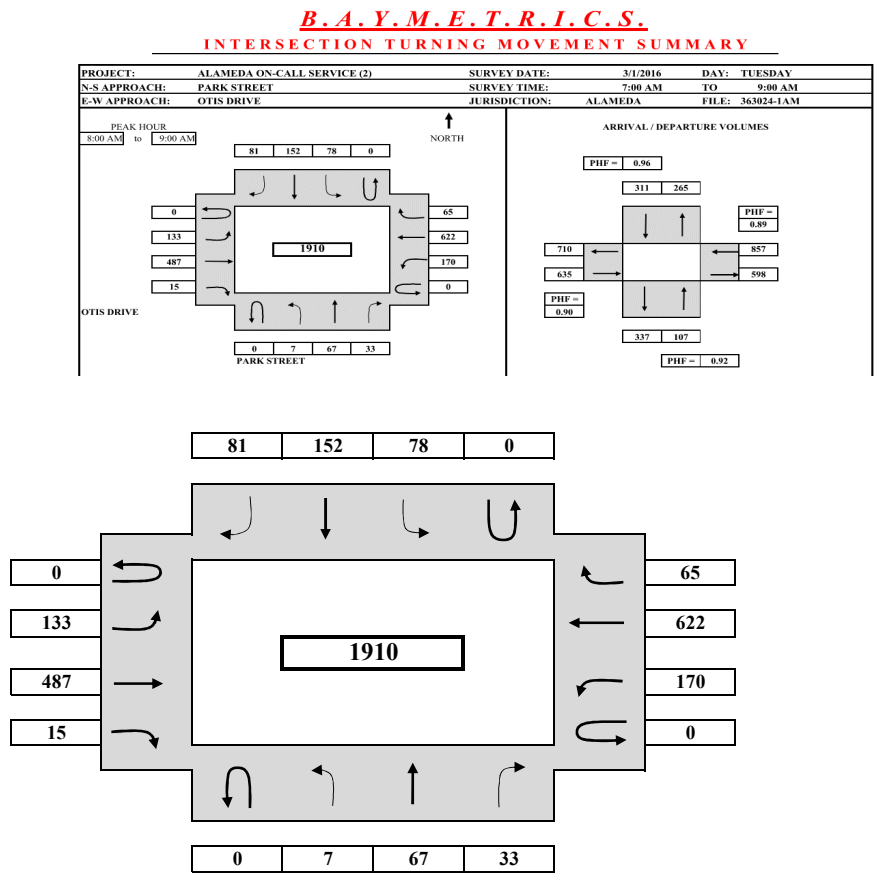 B.A.Y.M.E.T.R.I.C.S.
INTERSECTION TURNING MOVEMENT SUMMARY
PROJECT: ALAMEDA ON-CALL SERVICE (2) SURVEY DATE: 3/1/2016 DAY: TUESDAY
N-S APPROACH: PARK STREET SURVEY TIME: 7:00 AM TO 9:00 AM
E-W APPROACH: OTIS DRIVE JURISDICTION: ALAMEDA FILE: 363024-1AM
PEAK HOUR
8:00 AM to 9:00 AM
NORTH
81 152 78 0
0 65
133 622
1910
487 170
15 0
OTIS DRIVE
0 7 67 33
PARK STREET
ARRIVAL / DEPARTURE VOLUMES
PHF = 0.96
311 265
PHF =
0.89
710 857
635 598
PHF =
0.90
337 107
PHF = 0.92
81 152 78 0
0 65
133 622
1910
487 170
15 0
0 7 67 33